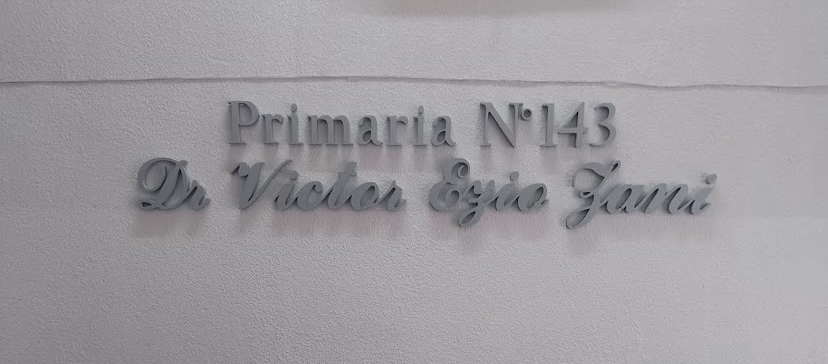 Primaria N°143
Dr Victor Ezio Zani